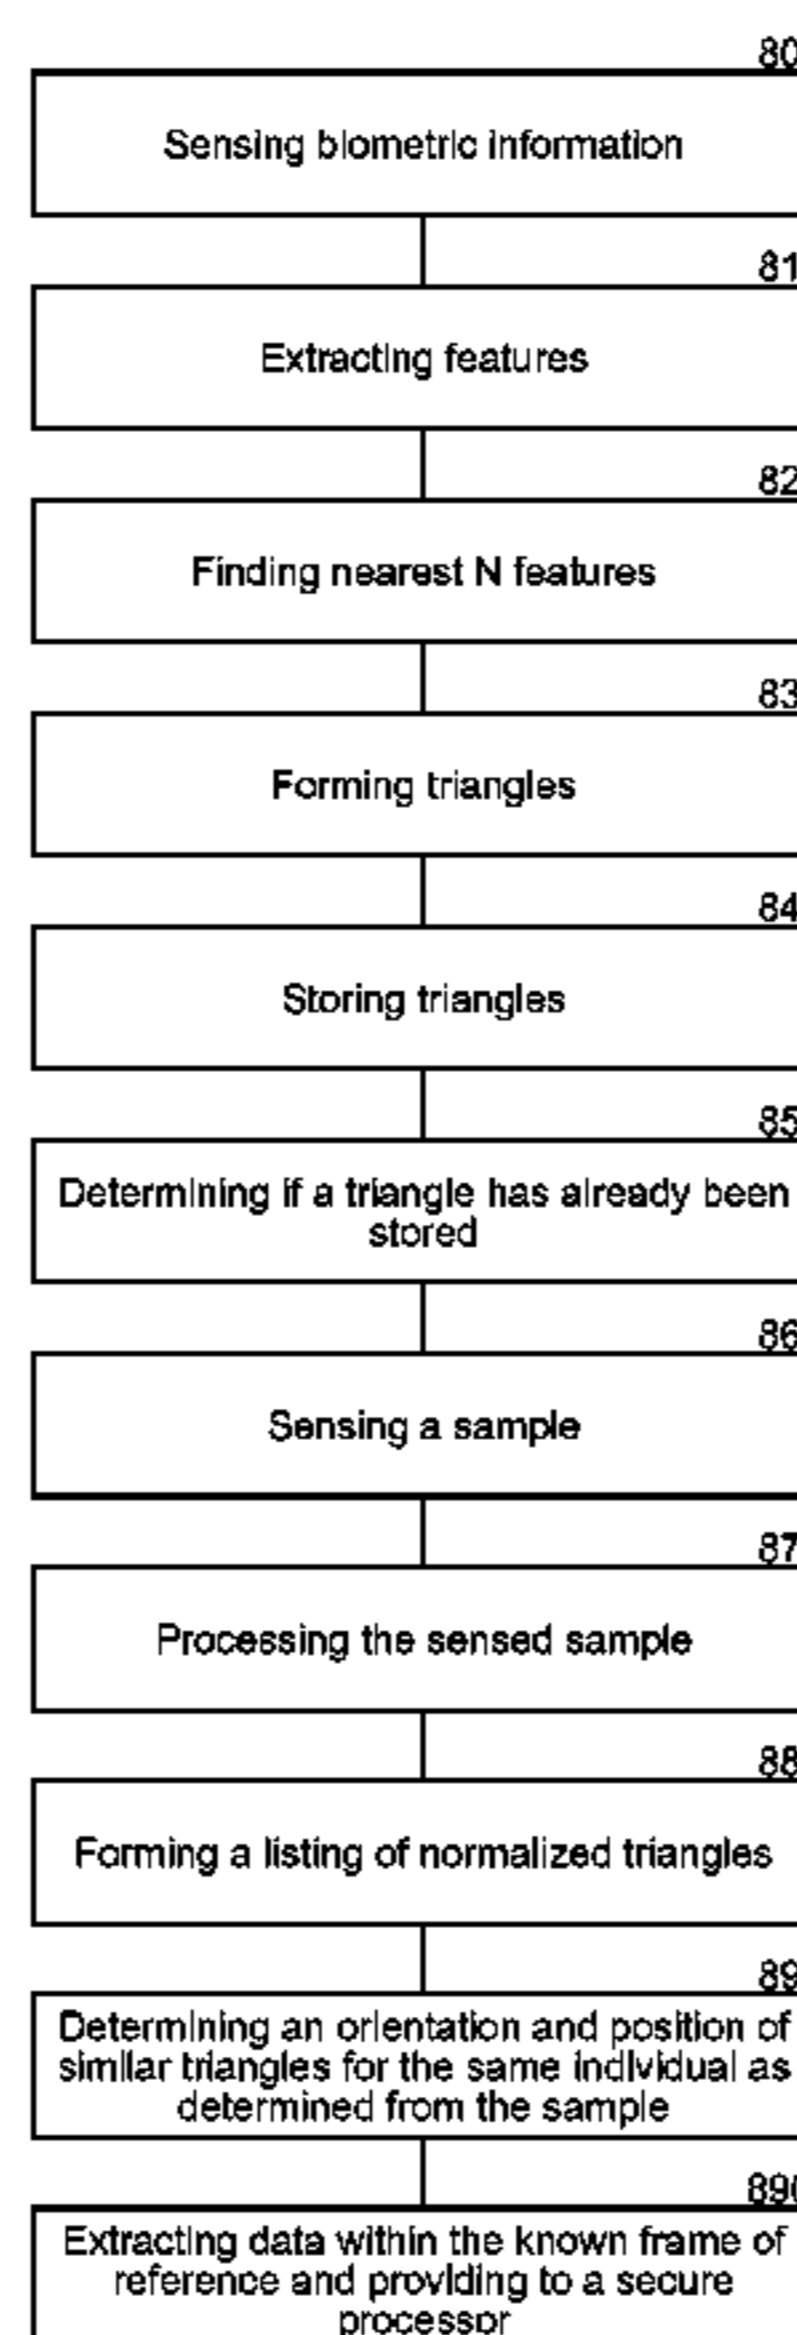 80
Sensing biometric information
81
Extracting features
82
Finding nearest N features
83
Forming triangles
84
Storing triangles
85
Determining if a triangle has already been
stored
86
Sensing a sample
87
Processing the sensed sample
88
Forming a listing of normalized triangles
89
Determining an orientation and position of
similar triangles for the same individual as
determined from the sample
890
Extracting data within the known frame of
reference and providing to a secure
processor